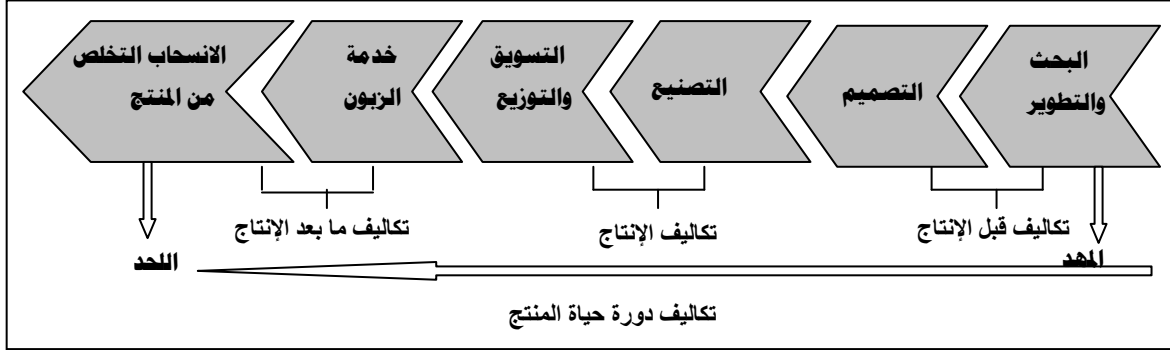 البحث
والتطوير
التصميم
التصنيع
التسويق
والتوزيع
خدمة
الزبون
الانسحاب التخلص
من المنتج
تكاليف قبل الإنتاج
تكاليف الإنتاج
تكاليف ما بعد الإنتاج
المهد
اللحد
تكاليف دورة حياة المنتج